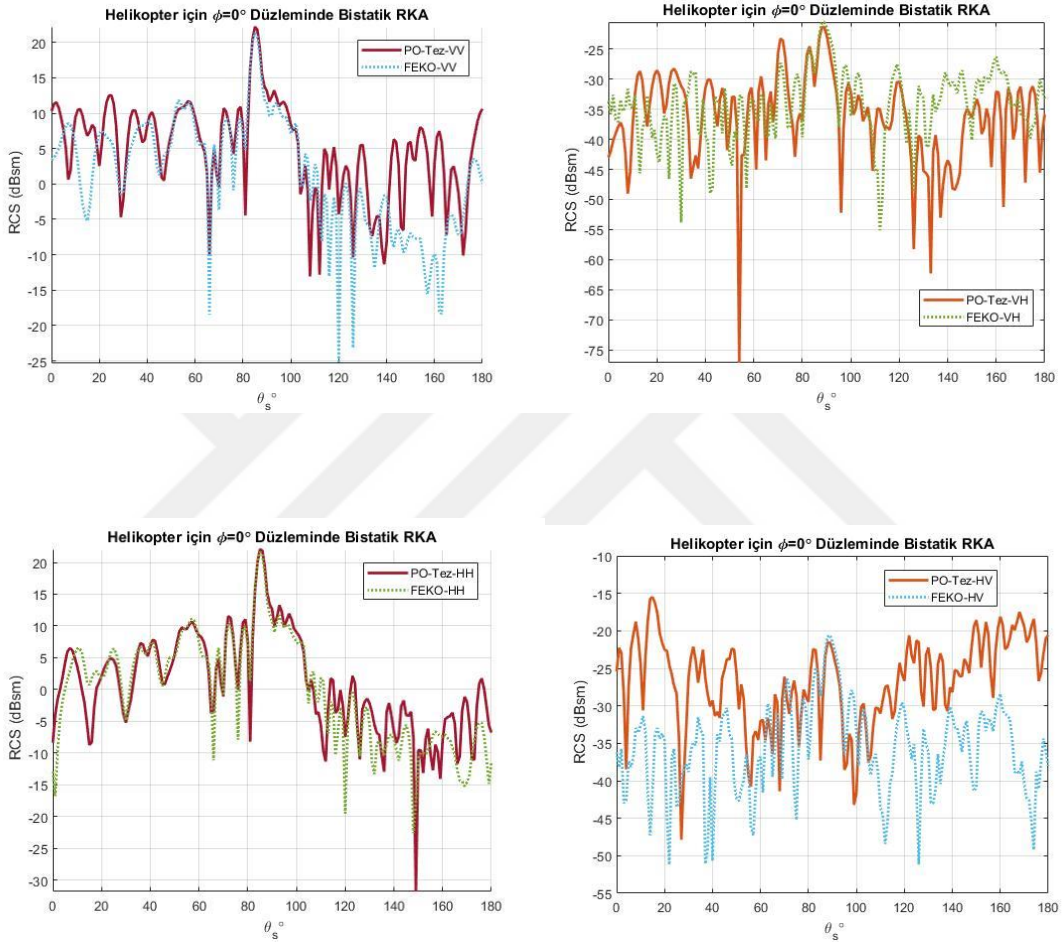 Helikopter için ϕ=0° Düzleminde Bistatik RKA
PO-Tez-VV
FEKO-VV
RCS (dBsm)
20
15
10
5
0
-5
-10
-15
-20
-25
0 20 40 60 80 100 120 140 160 180
θs°
Helikopter için ϕ=0° Düzleminde Bistatik RKA
RCS (dBsm)
-25
-30
-35
-40
-45
-50
-55
-60
-65
-70
-75
PO-Tez-VH
FEKO-VH
0 20 40 60 80 100 120 140 160 180
θs°
Helikopter için ϕ=0° Düzleminde Bistatik RKA
PO-Tez-HH
FEKO-HH
RCS (dBsm)
20
10
0
-5
-10
-20
-30
0 20 40 60 80 100 120 140 160 180
θs°
Helikopter için ϕ=0° Düzleminde Bistatik RKA
PO-Tez-HV
FEKO-HV
RCS (dBsm)
-10
-15
-20
-25
-30
-35
-40
-45
-50
-55
0 20 40 60 80 100 120 140 160 180
θs°